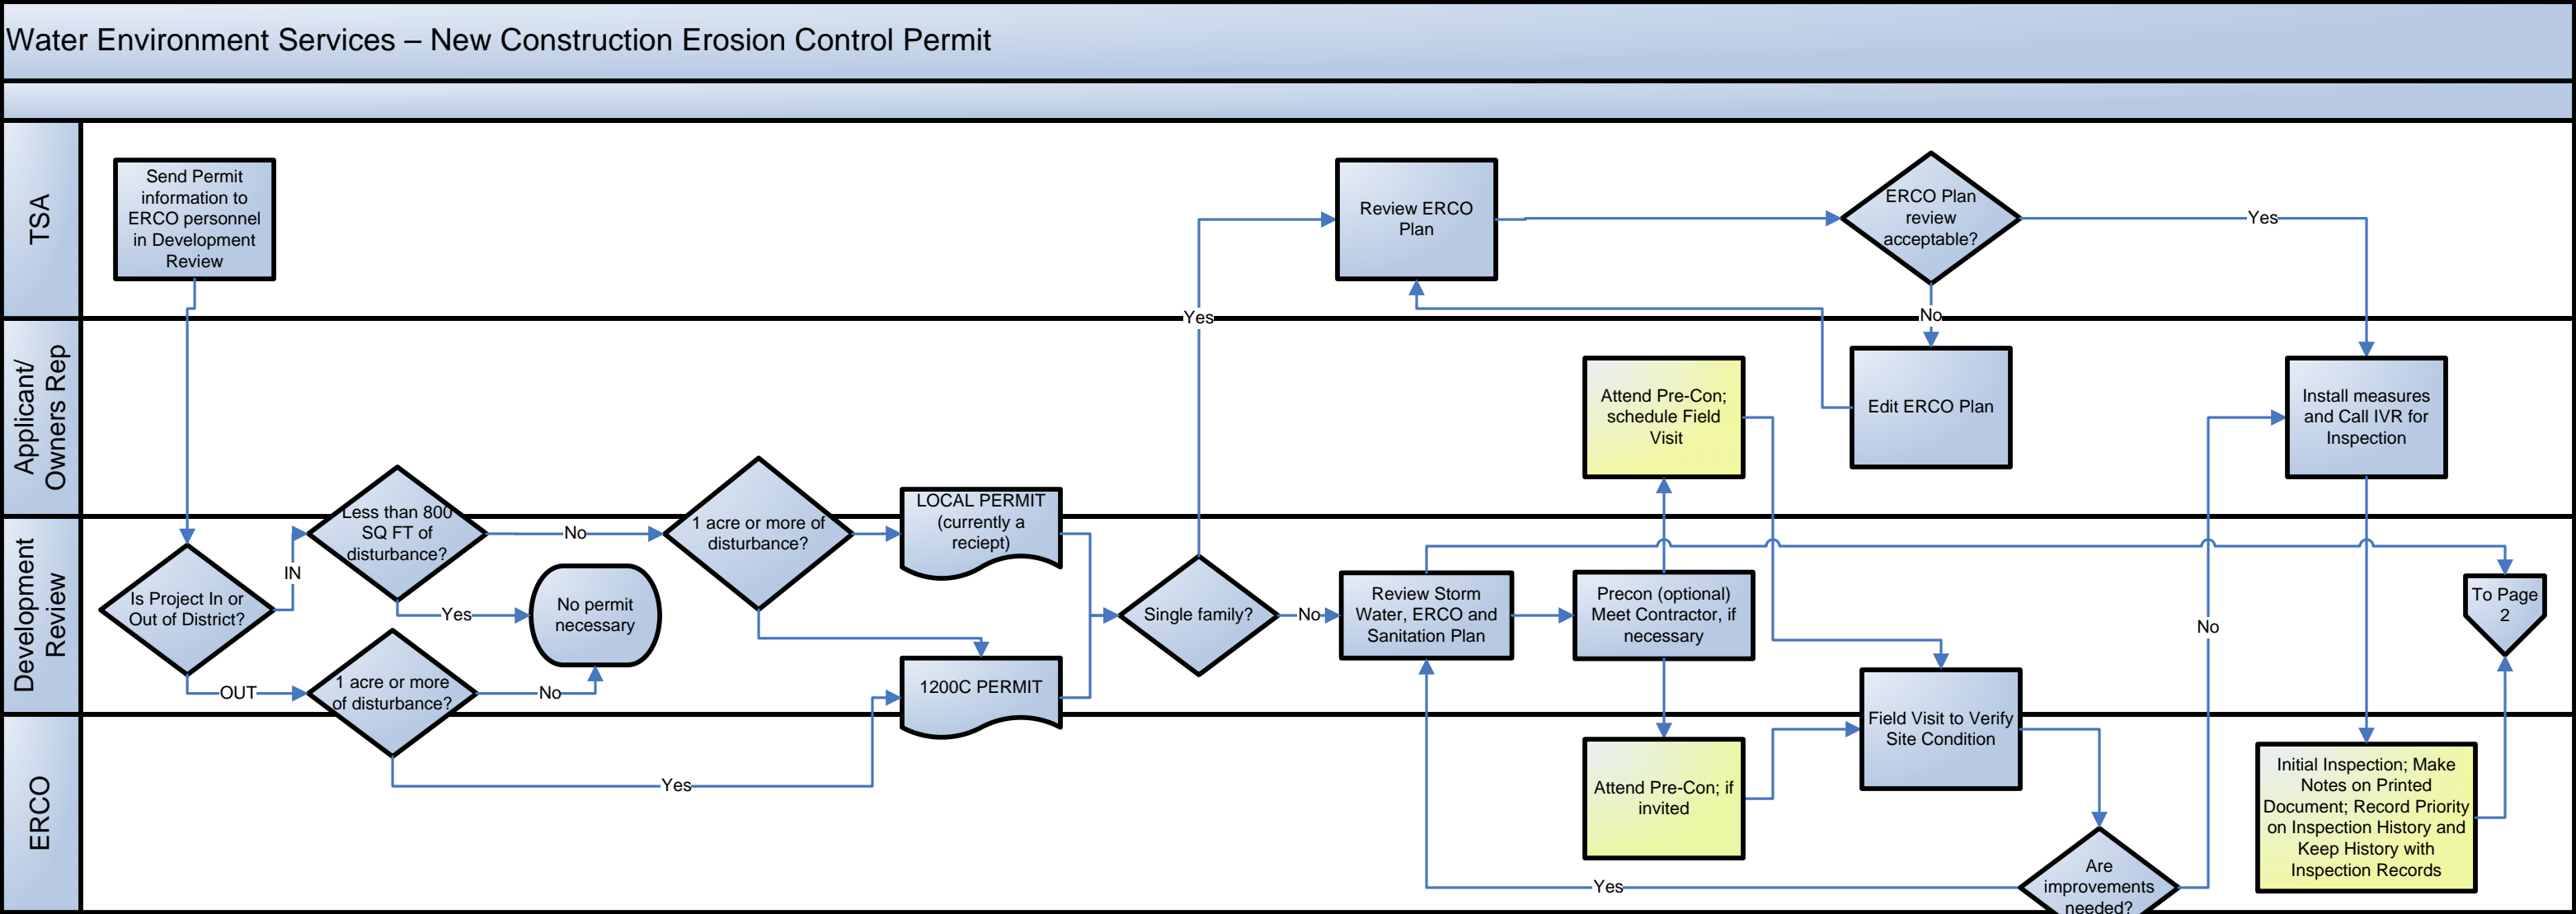 Water Environment Services – New Construction Erosion Control Permit
TSA
Send Permit
information to
ERCO personnel
in Development
Review
Review ERCO
Plan
ERCO Plan
review
acceptable?
Yes
No
Yes
Applicant/
Owners Rep
Attend Pre-Con;
schedule Field
Visit
Edit ERCO Plan
Install measures
and Call IVR for
Inspection
Development
Review
Is Project In or
Out of District?
IN
OUT
Less than 800
SQ FT of
disturbance?
No
Yes
No permit
necessary
1 acre or more
of disturbance?
No
Yes
1 acre or more of
disturbance?
LOCAL PERMIT
(currently a
reciept)
1200C PERMIT
Single family?
No
Review Storm
Water, ERCO and
Sanitation Plan
Precon (optional)
Meet Contractor, if
necessary
To Page
2
No
ERCO
Attend Pre-Con; if
invited
Field Visit to Verify
Site Condition
Are
improvements
needed?
Yes
Initial Inspection; Make
Notes on Printed
Document; Record Priority
on Inspection History and
Keep History with
Inspection Records